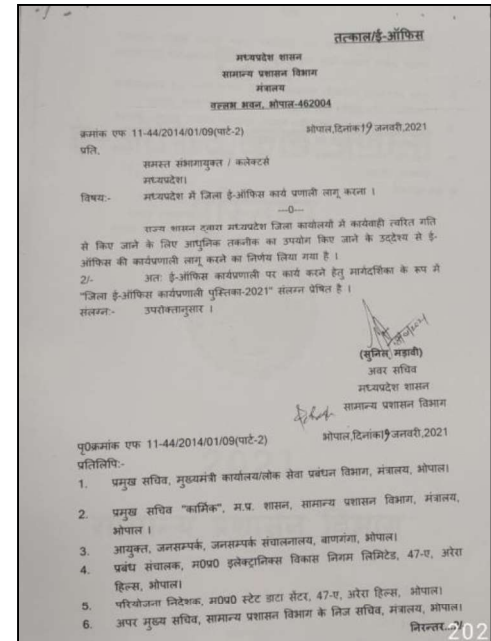 तत्काल/ई-ऑफिस
मध्यप्रदेश शासन
सामान्य प्रशासन विभाग
मंत्रालय
वल्लभ भवन, भोपाल-462004
क्रमांक एफ 11-44/2014/01/09(पार्ट-2) भोपाल,दिनांक19 जनवरी,2021
प्रति,
समस्त संभागायुक्त / कलेक्टर्स
मध्यप्रदेश।
विषय:- मध्यप्रदेश में जिला ई-ऑफिस कार्य प्रणाली लागू करना ।
---0---
राज्य शासन द्वारा मध्यप्रदेश जिला कार्यालयों में कार्यवाही त्वरित गति
से किए जाने के लिए आधुनिक तकनीक का उपयोग किए जाने के उद्देश्य से ई-
ऑफिस की कार्यप्रणाली लागू करने का निर्णय लिया गया है ।
2/- अतः ई-ऑफिस कार्यप्रणाली पर कार्य करने हेतु मार्गदर्शिका के रूप में
"जिला ई-ऑफिस कार्यप्रणाली पुस्तिका-2021" संलग्न प्रेषित है ।
संलग्न:- उपरोक्तानुसार ।
(सुनिल मड़ावी)
अवर सचिव
मध्यप्रदेश शासन
सामान्य प्रशासन विभाग
पृ0क्रमांक एफ 11-44/2014/01/09(पार्ट-2) भोपाल,दिनांक19 जनवरी,2021
प्रतिलिपि:-
1. प्रमुख सचिव, मुख्यमंत्री कार्यालय/लोक सेवा प्रबंधन विभाग, मंत्रालय, भोपाल।
2. प्रमुख सचिव "कार्मिक", म.प्र. शासन, सामान्य प्रशासन विभाग, मंत्रालय,
भोपाल ।
3. आयुक्त, जनसम्पर्क, जनसम्पर्क संचालनालय, बाणगंगा, भोपाल।
4. प्रबंध संचालक, म0प्र0 इलेक्ट्रानिक्स विकास निगम लिमिटेड, 47-ए, अरेरा
हिल्स, भोपाल।
5. परियोजना निदेशक, म0प्र0 स्टेट डाटा सेंटर, 47-ए, अरेरा हिल्स, भोपाल।
6. अपर मुख्य सचिव, सामान्य प्रशासन विभाग के निज सचिव, मंत्रालय, भोपाल।
निरन्तर..2/
202